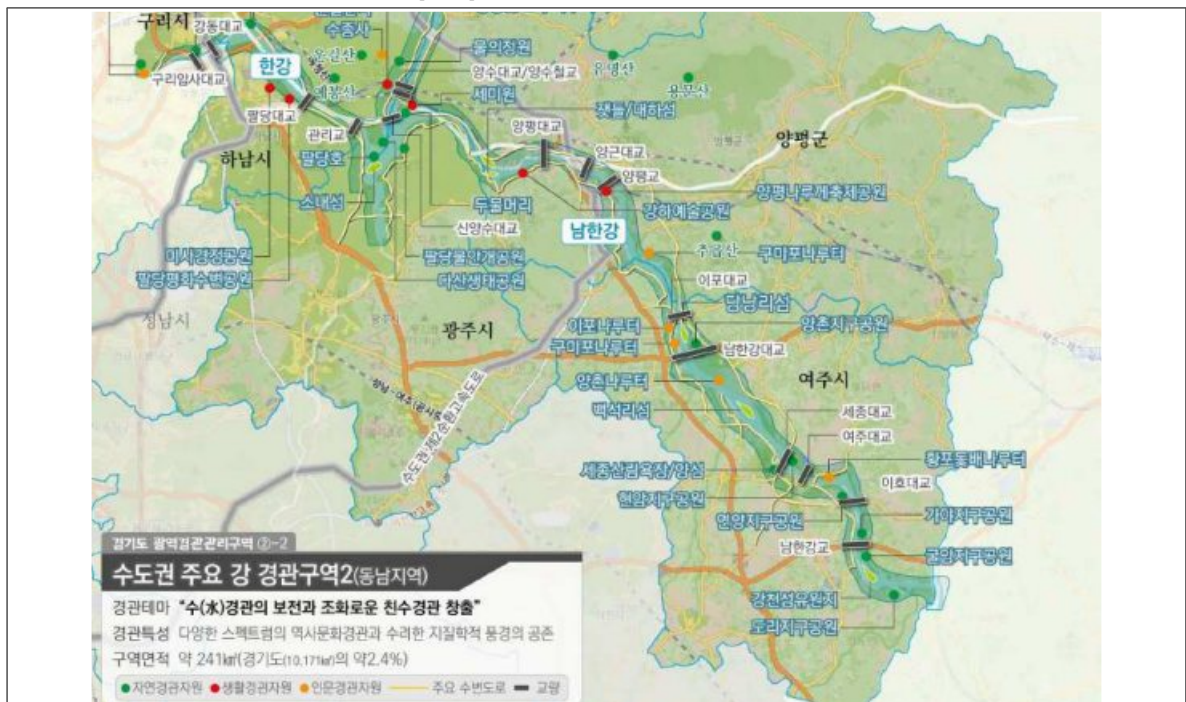 구리시
강동대교
수종사
물의정원
한강
운길산
유명산
구리암사대교
예봉산
양수대교/양수철교
용문산
세미원
팔당대교
잿들/대하섬
양평대교
관리교
양근대교
양평군
하남시
팔당호
양평교
소내섬
두물머리
강하예술공원
양평나루께축제공원
신양수대교
남한강
미사경정공원
팔당물안개공원
추읍산
구미포나루터
팔당평화수변공원
다산생태공원
이포대교
성남시
당남리섬
광주시
이포나루터
양촌지구공원
구미포나루터
남한강대교
양촌나루터
여주시
백석리섬
세종대교
수도권 제2순환고속도로
여주대교
세종산림욕장/양섬
황포돛배나루터
현암지구공원
이호대교
연양지구공원
가야지구공원
남한강교
굼양지구공원
강천섬유원지
도리지구공원
경기도 광역경관관리구역 ②-2
수도권 주요 강 경관구역2(동남지역)
경관테마 "수(水)경관의 보전과 조화로운 친수경관 창출"
경관특성 다양한 스펙트럼의 역사문화경관과 수려한 지질학적 풍경의 공존
구역면적 약 241㎢(경기도(10,171㎢)의 약2.4%)
자연경관자원 생활경관자원 인문경관자원 주요 수변도로 교량